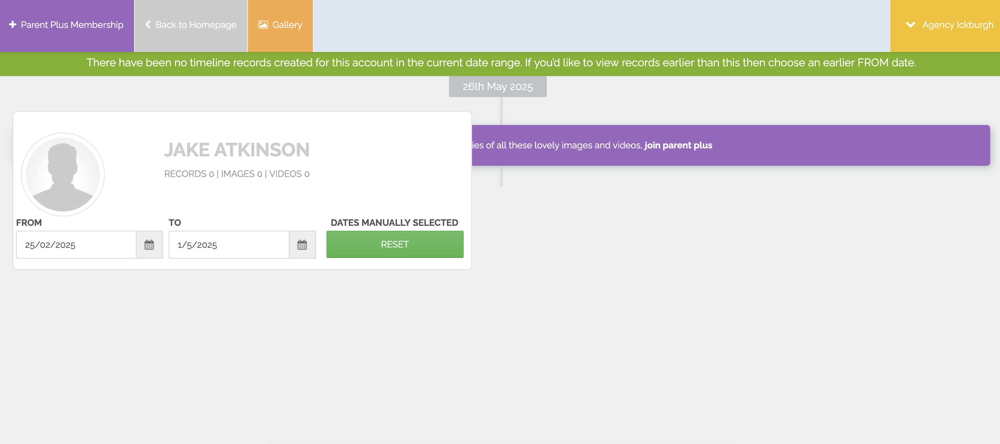 Parent Plus Membership
Back to Homepage
Gallery
Agency Ickburgh
There have been no timeline records created for this account in the current date range. If you'd like to view records earlier than this then choose an earlier FROM date.
26th May 2025
ies of all these lovely images and videos, join parent plus
JAKE ATKINSON
RECORDS 0 | IMAGES 0 | VIDEOS 0
FROM
TO
DATES MANUALLY SELECTED
25/02/2025
1/5/2025
RESET